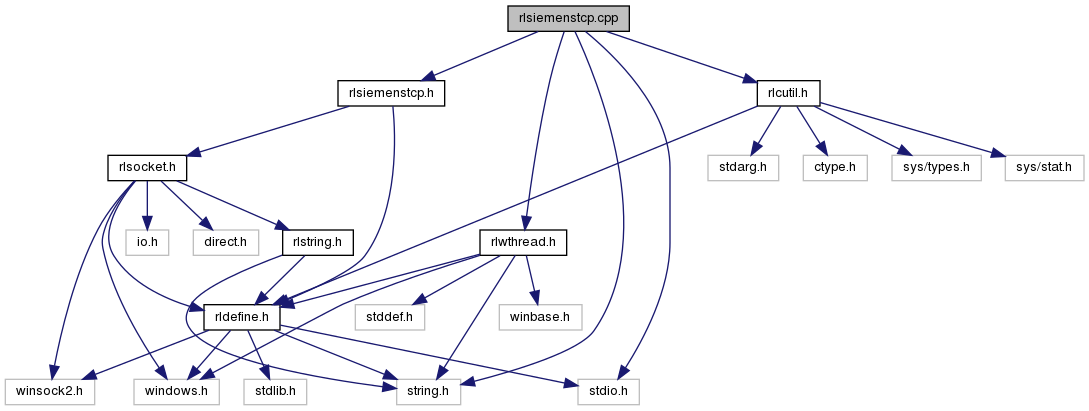 rlsiemenstcp.cpp
rlsiemenstcp.h
rlcutil.h
rlsocket.h
stdarg.h
ctype.h
sys/types.h
sys/stat.h
io.h
direct.h
rlstring.h
rlwthread.h
rldefine.h
stddef.h
winbase.h
winsock2.h
windows.h
stdlib.h
string.h
stdio.h